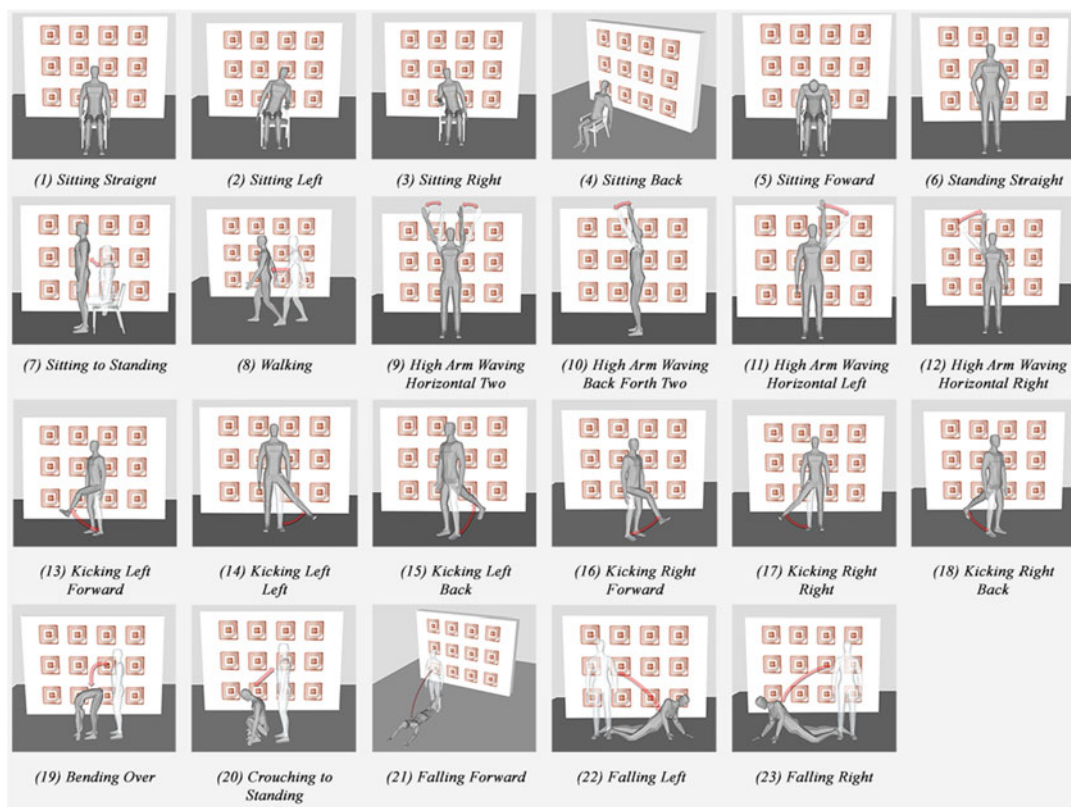 (1) Sitting Straignt
(2) Sitting Left
(3) Sitting Right
(4) Sitting Back
(5) Sitting Foward
(6) Standing Straight
(7) Sitting to Standing
(8) Walking
(9) High Arm Waving
Horizontal Two
(10) High Arm Waving
Back Forth Two
(11) High Arm Waving
Horizontal Left
(12) High Arm Waving
Horizontal Right
(13) Kicking Left
Forward
(14) Kicking Left
Left
(15) Kicking Left
Back
(16) Kicking Right
Forward
(17) Kicking Right
Right
(18) Kicking Right
Back
(19) Bending Over
(20) Crouching to
Standing
(21) Falling Forward
(22) Falling Left
(23) Falling Right